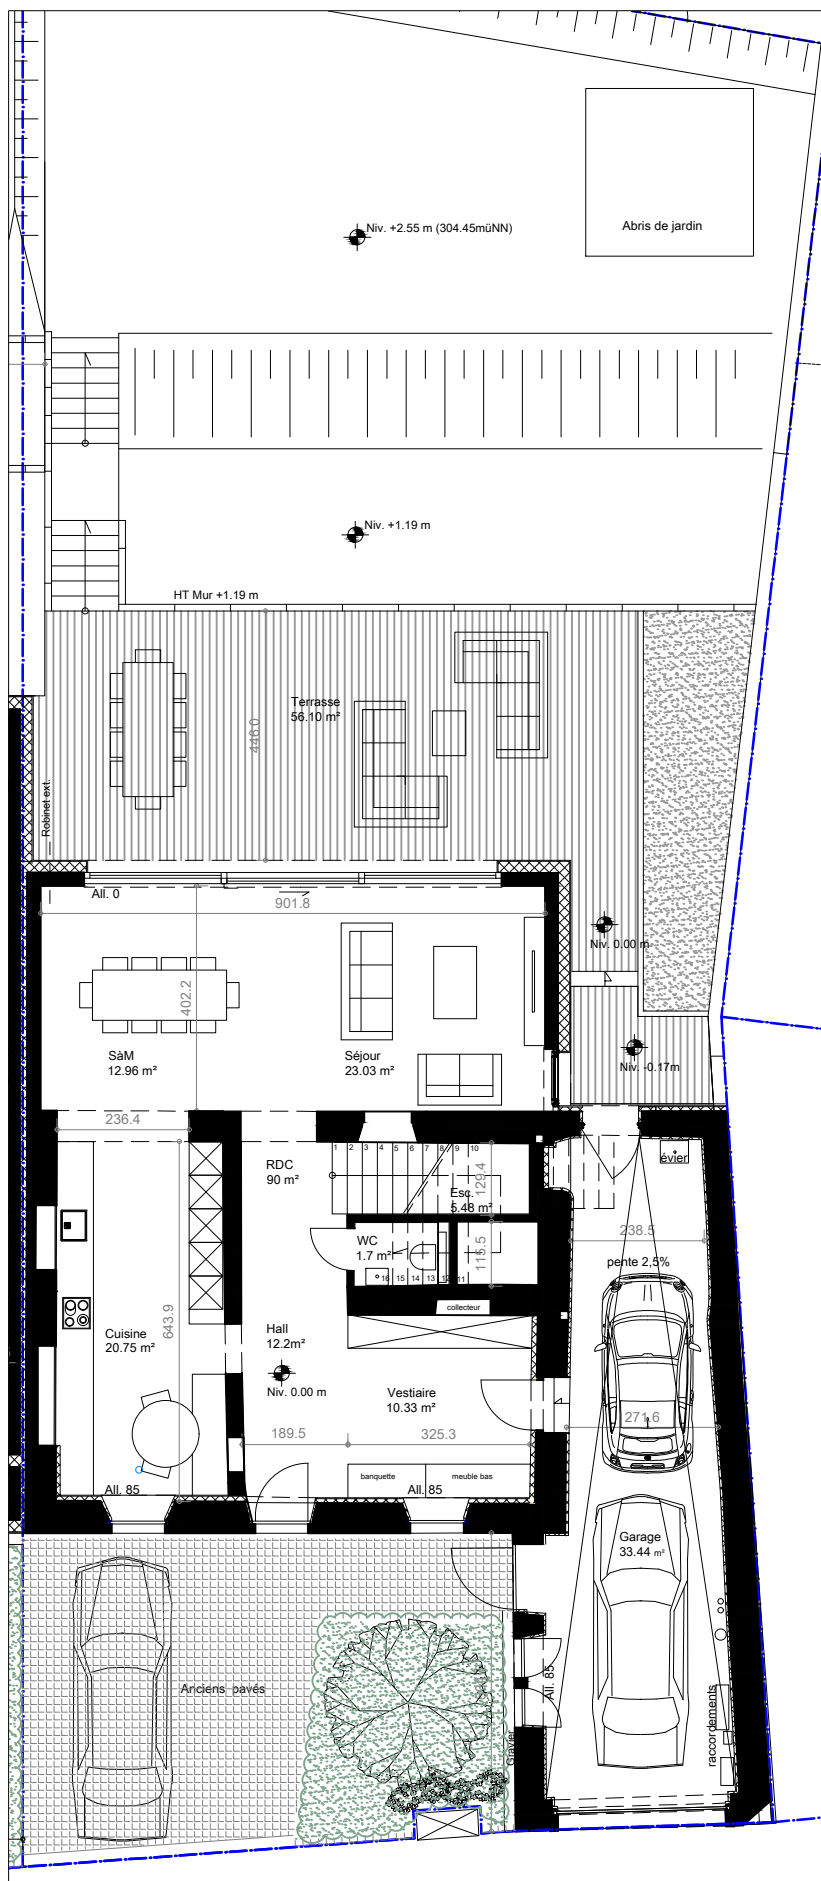 Niv. +2.55 m (304.45müNN)
Abris de jardin
Niv. +1.19 m
HT Mur +1.19 m
Terrasse
56.10 m²
446.0
Robinet ext.
All. 0
901.8
Niv. 0.00 m
402.2
SàM
12.96 m²
Séjour
23.03 m²
Niv. -0.17m
236.4
RDC
90 m²
1 2 3 4 5 6 7 8 9 10
129.4
évier
Esc.
5.48 m²
238.5
WC
1.7 m²
115.5
pente 2,5%
16 15 14 13 12 11
collecteur
643.9
Cuisine
20.75 m²
Hall
12.2m²
Niv. 0.00 m
Vestiaire
10.33 m²
271.6
189.5
325.3
banquette
meuble bas
All. 85
All. 85
Garage
33.44 m²
All. 85
Anciens pavés
raccordements
Gravier